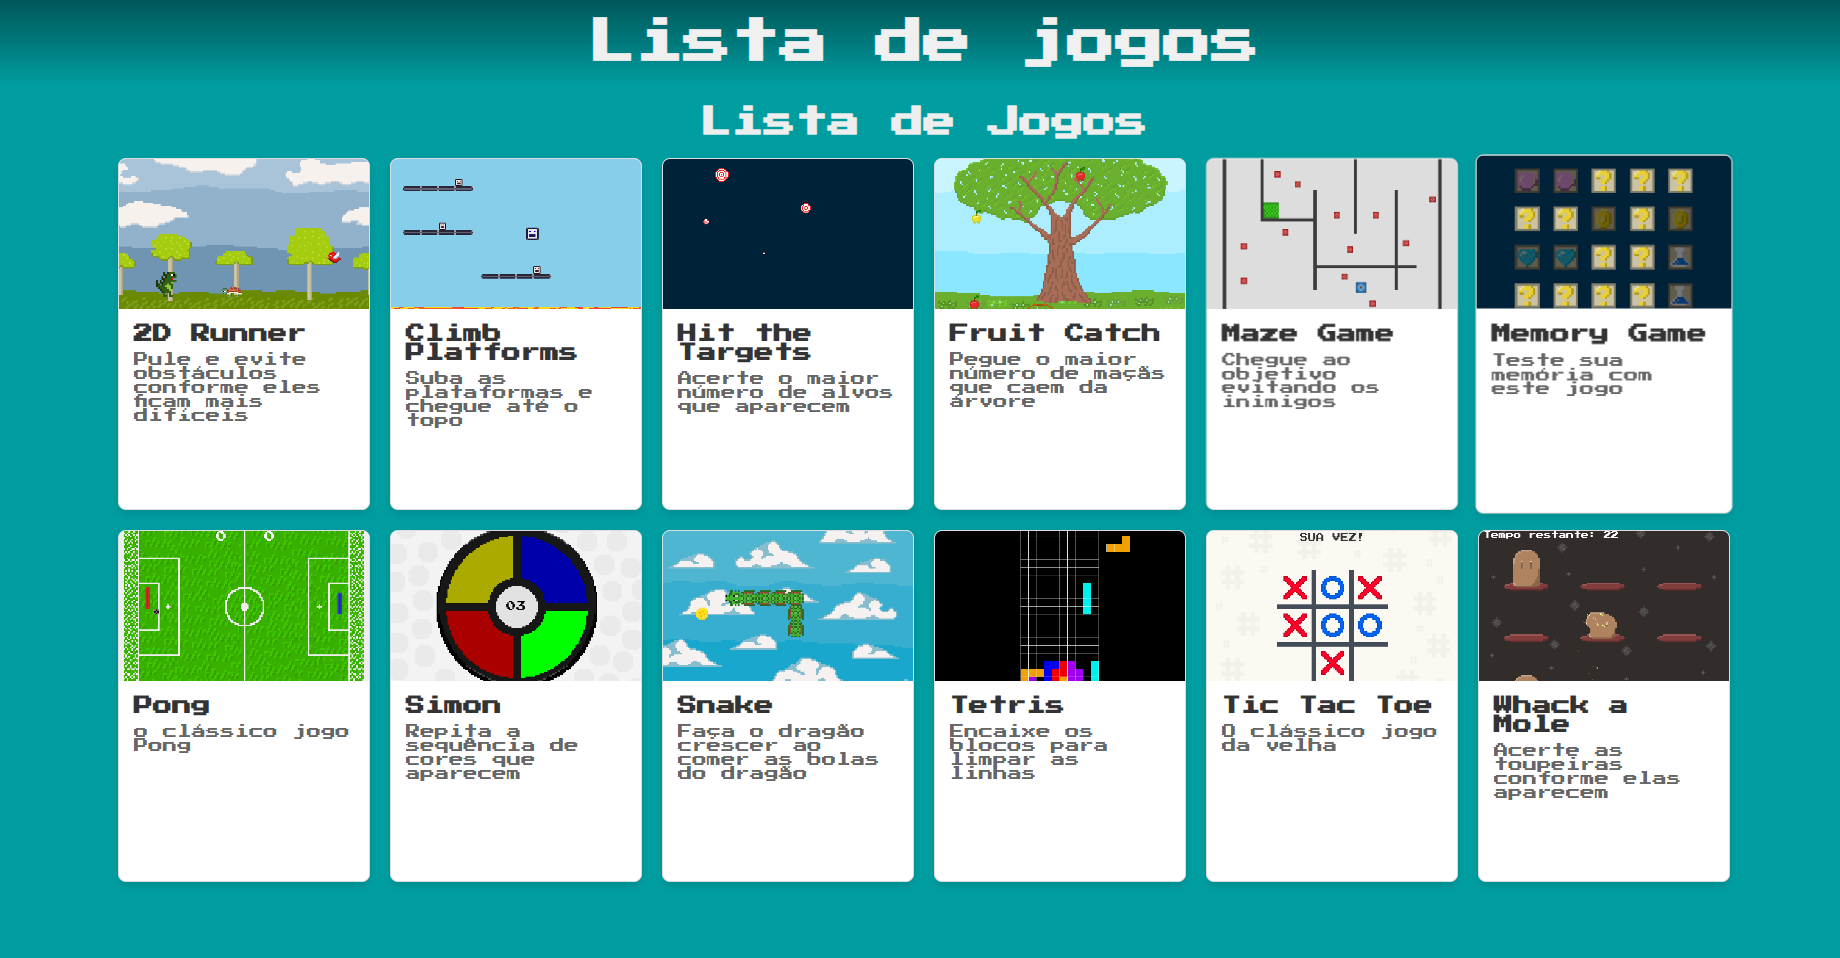 Lista de jogos
Lista de Jogos
2D Runner
Pule e evite
obstáculos
conforme eles
ficam mais
difíceis
Climb
Platforms
Suba as
plataformas e
chegue até o
topo
Hit the
Targets
Acerte o maior
número de alvos
que aparecem
Fruit Catch
Pegue o maior
número de maçãs
que caem da
árvore
Maze Game
Chegue ao
objetivo
evitando os
inimigos
Memory Game
Teste sua
memória com
este jogo
0 0
Pong
o clássico jogo
Pong
03
Simon
Repita a
sequência de
cores que
aparecem
Snake
Faça o dragão
crescer ao
comer as bolas
do dragão
Tetris
Encaixe os
blocos para
limpar as
linhas
SUA VEZ!
Tic Tac Toe
O clássico jogo
da velha
Tempo restante: 22
Whack a
Mole
Acerte as
toupeiras
conforme elas
aparecem